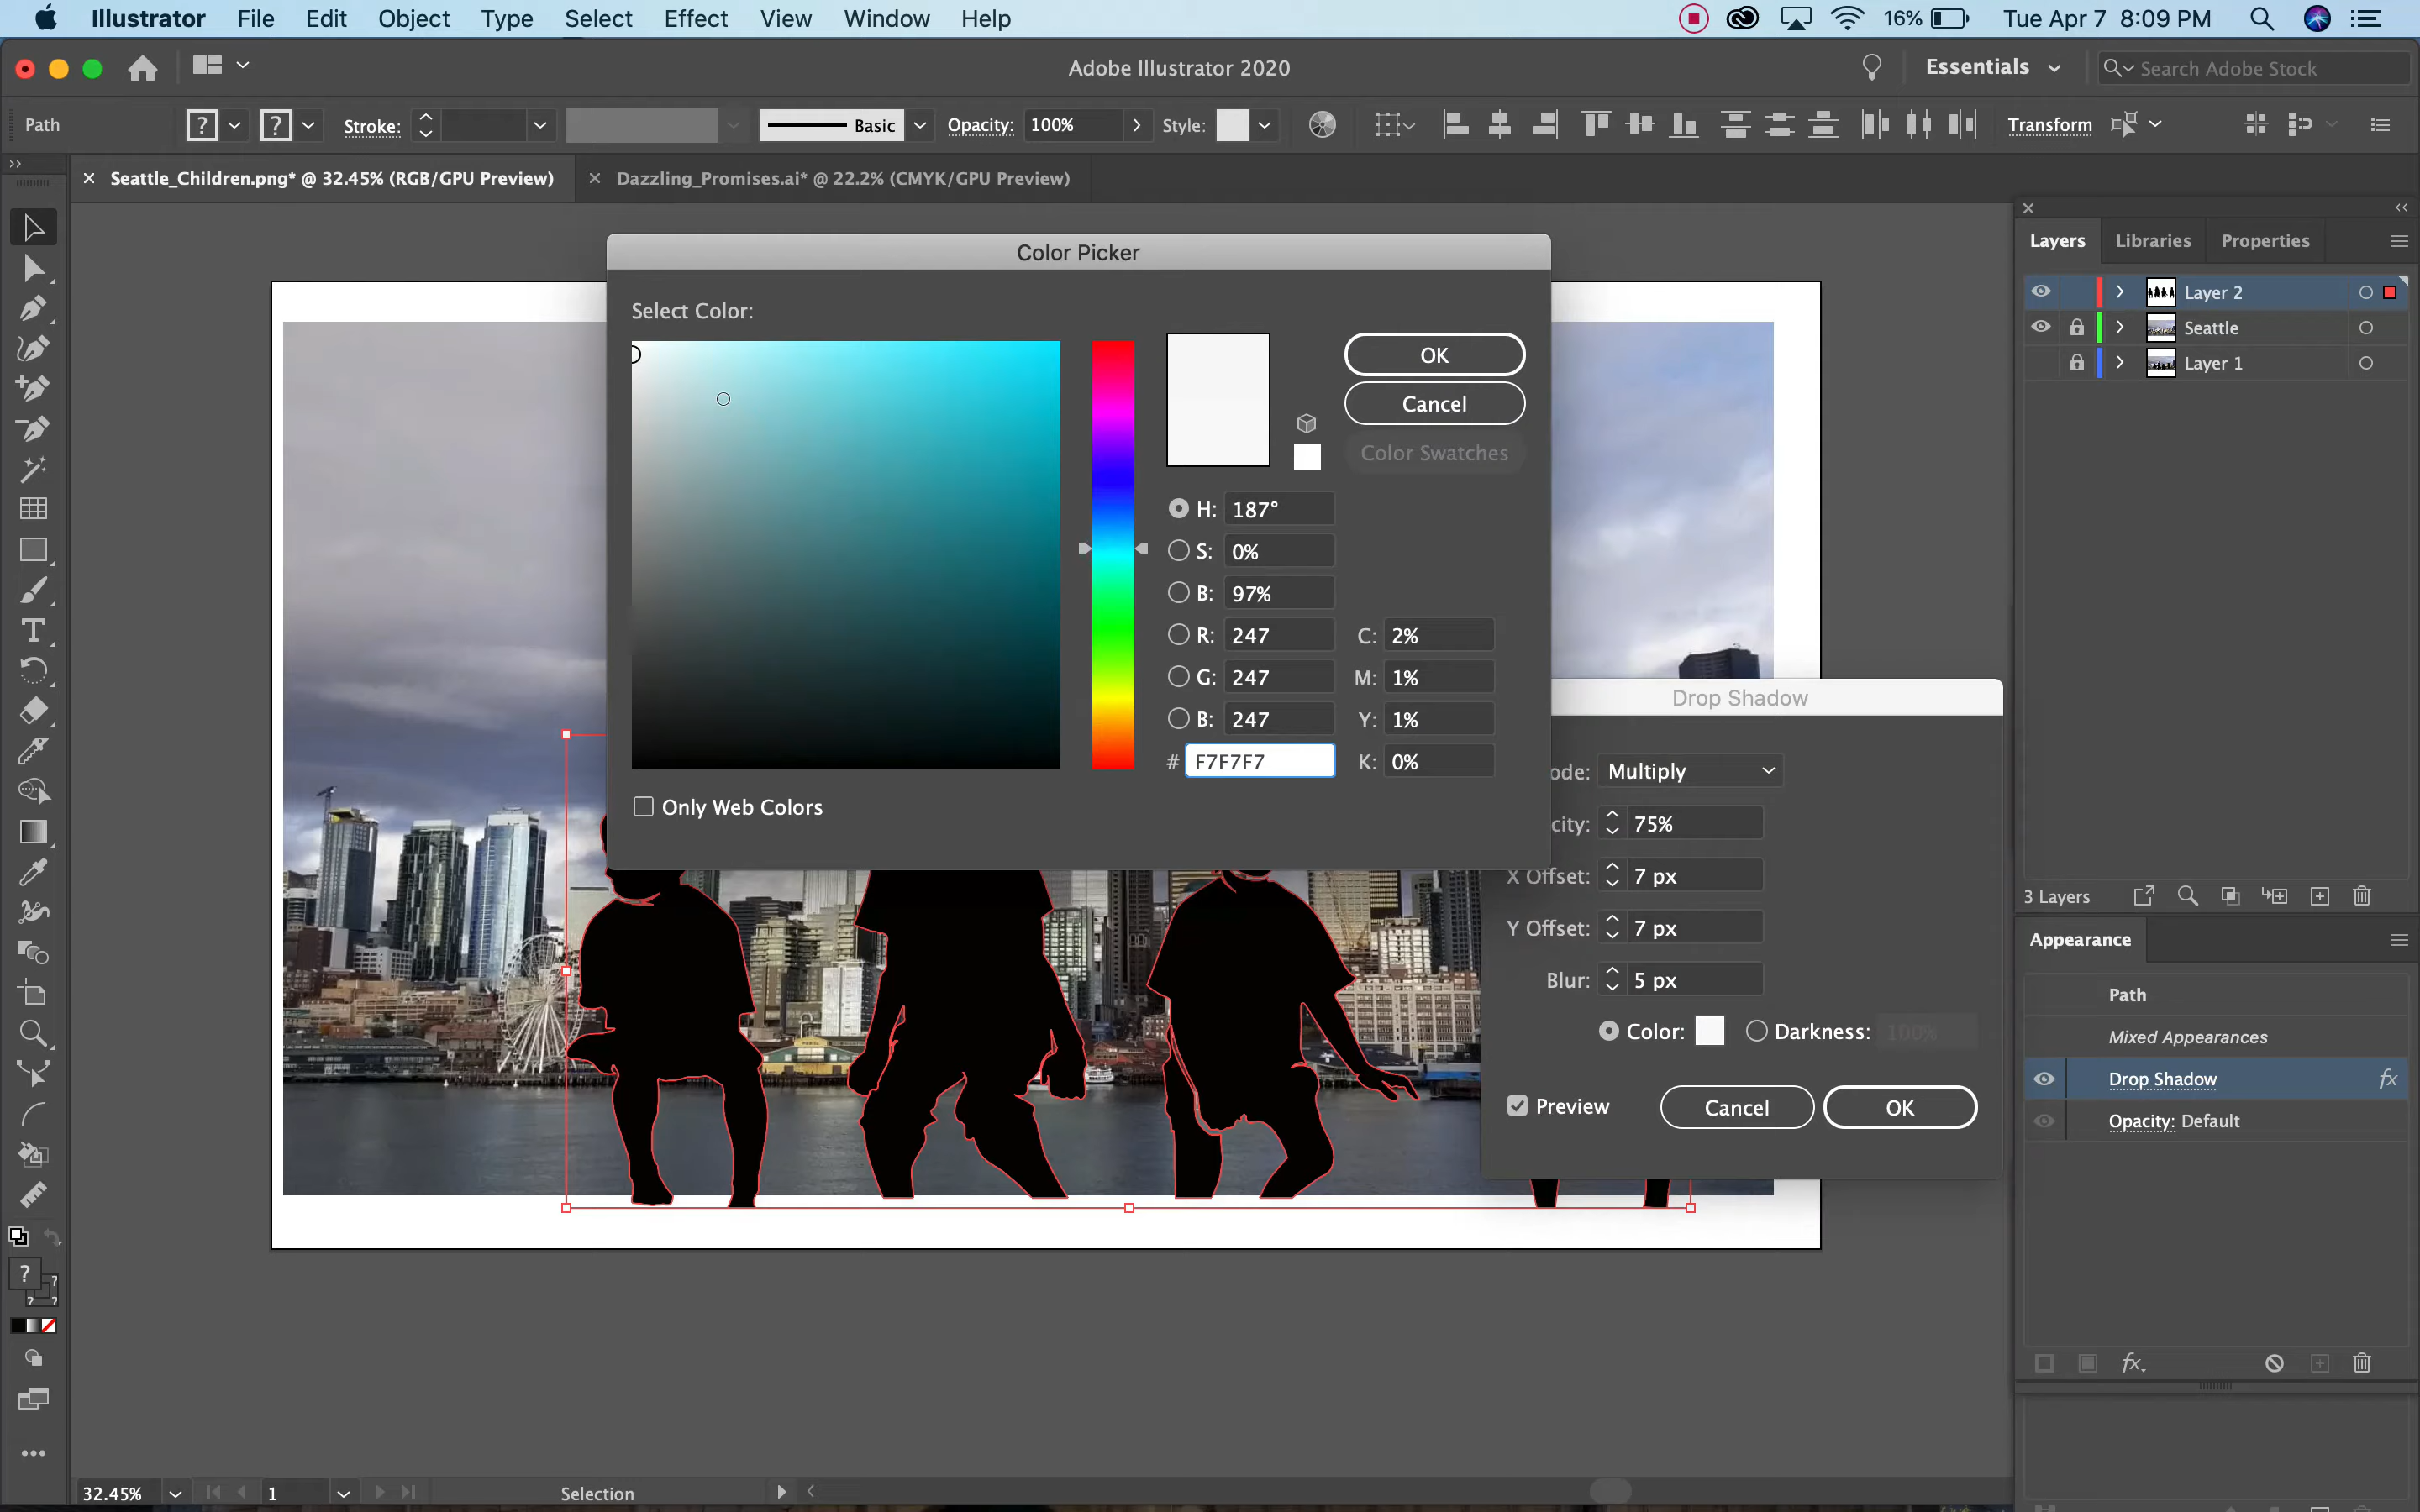 Illustrator File Edit Object Type Select Effect View Window Help 16% Tue Apr 7 8:09 PM
Adobe Illustrator 2020 Essentials Search Adobe Stock
Path ? ? Stroke: Basic Opacity: 100% Style: Transform
Seattle_Children.png* @ 32.45% (RGB/GPU Preview) Dazzling_Promises.ai* @ 22.2% (CMYK/GPU Preview)
Color Picker
Select Color:
OK
Cancel
Color Swatches
H: 187°
S: 0%
B: 97%
R: 247 C: 2%
G: 247 M: 1%
B: 247 Y: 1%
# F7F7F7 K: 0%
Only Web Colors
Drop Shadow
ode: Multiply
city: 75%
X Offset: 7 px
Y Offset: 7 px
Blur: 5 px
Color: Darkness: 100%
Preview Cancel OK
Layers Libraries Properties
Layer 2
Seattle
Layer 1
3 Layers
Appearance
Path
Mixed Appearances
Drop Shadow fx
Opacity: Default
fx
?
?
? ?
32.45% 1 Selection